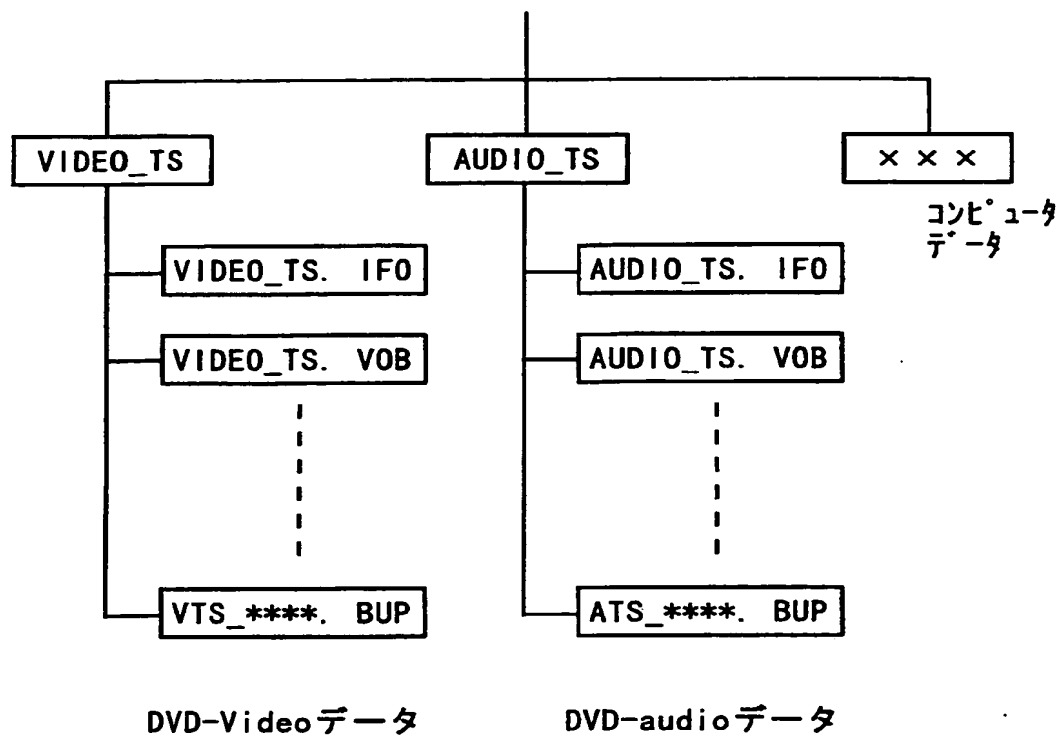 VIDEO_TS
AUDIO_TS
×××
コンピュータ
データ
VIDEO_TS. IFO
AUDIO_TS. IFO
VIDEO_TS. VOB
AUDIO_TS. VOB
VTS_****. BUP
ATS_****. BUP
DVD-Videoデータ
DVD-audioデータ